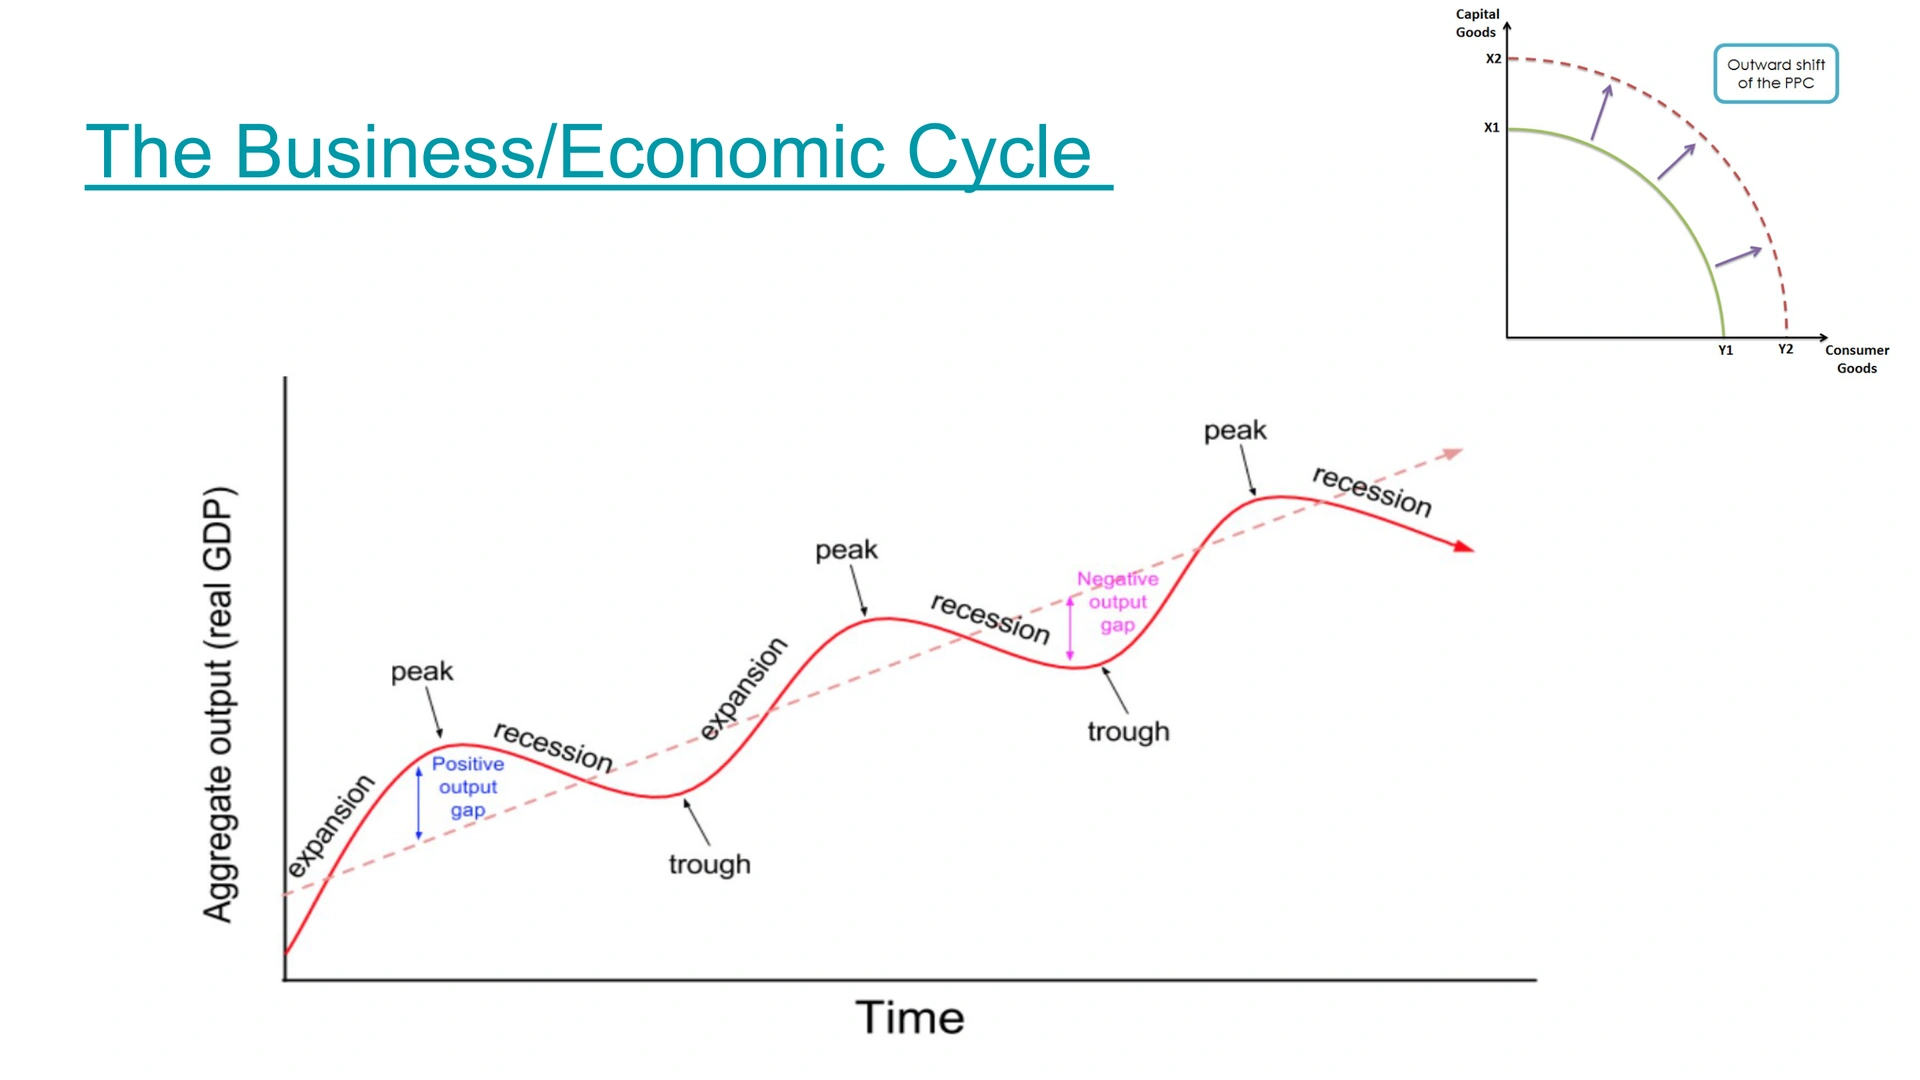 The Business/Economic Cycle
Capital
Goods
X2
X1
Outward shift
of the PPC
Y1
Y2
Consumer
Goods
Aggregate output (real GDP)
expansion
peak
Positive
output
gap
recession
trough
expansion
peak
recession
Negative
output
gap
trough
peak
recession
Time